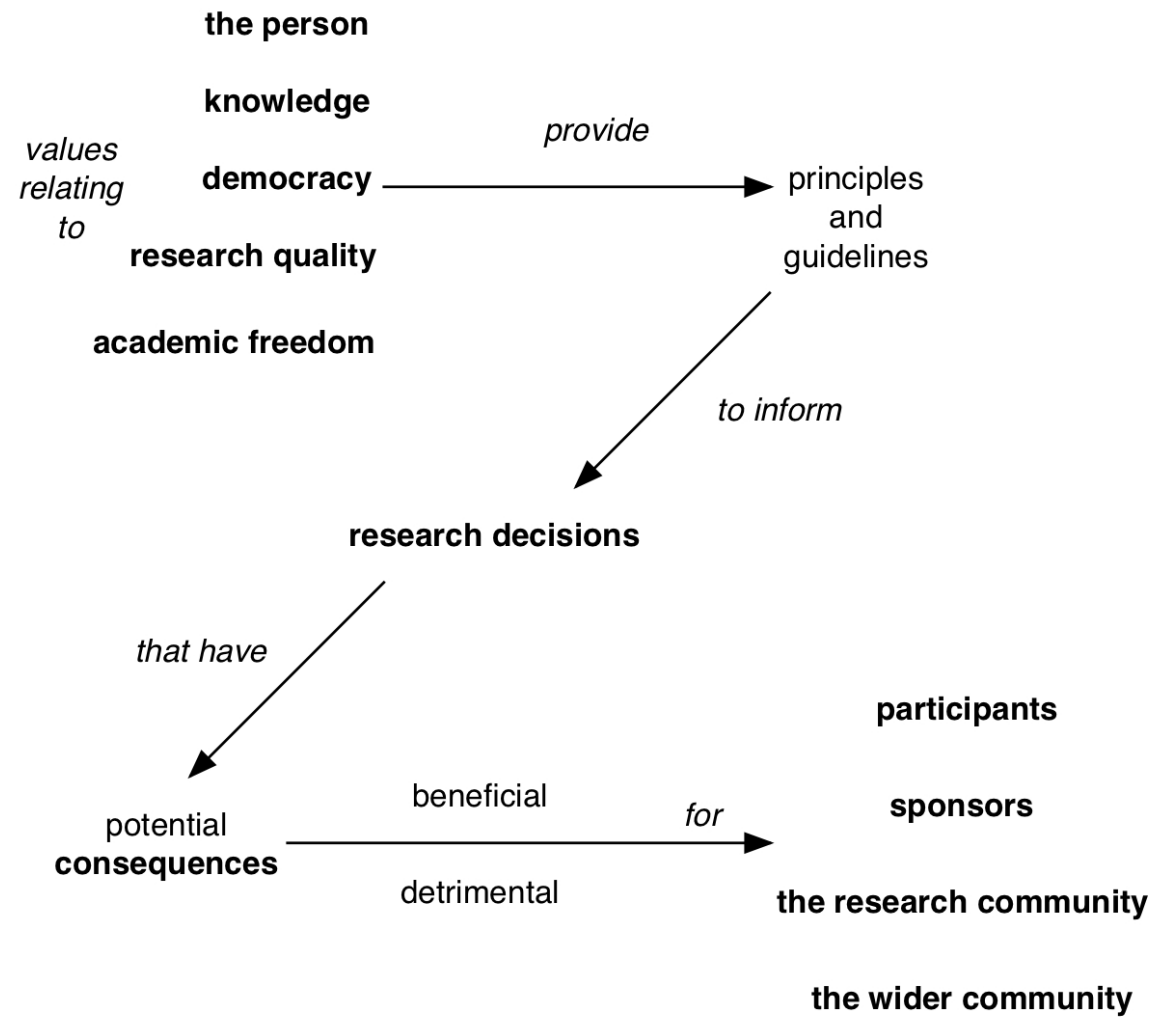 the person
knowledge
values
relating
to
democracy
research quality
academic freedom
provide
principles
and
guidelines
to inform
research decisions
that have
potential
consequences
beneficial
detrimental
for
participants
sponsors
the research community
the wider community